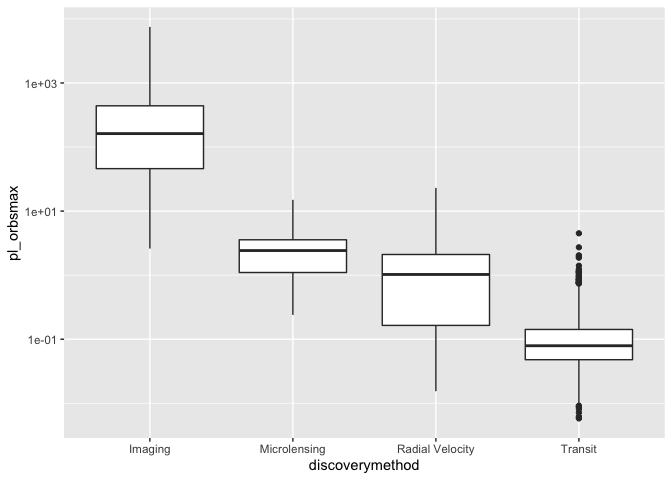 pl_orbsmax
1e+03
1e+01
1e-01
Imaging
Microlensing
Radial Velocity
Transit
discoverymethod